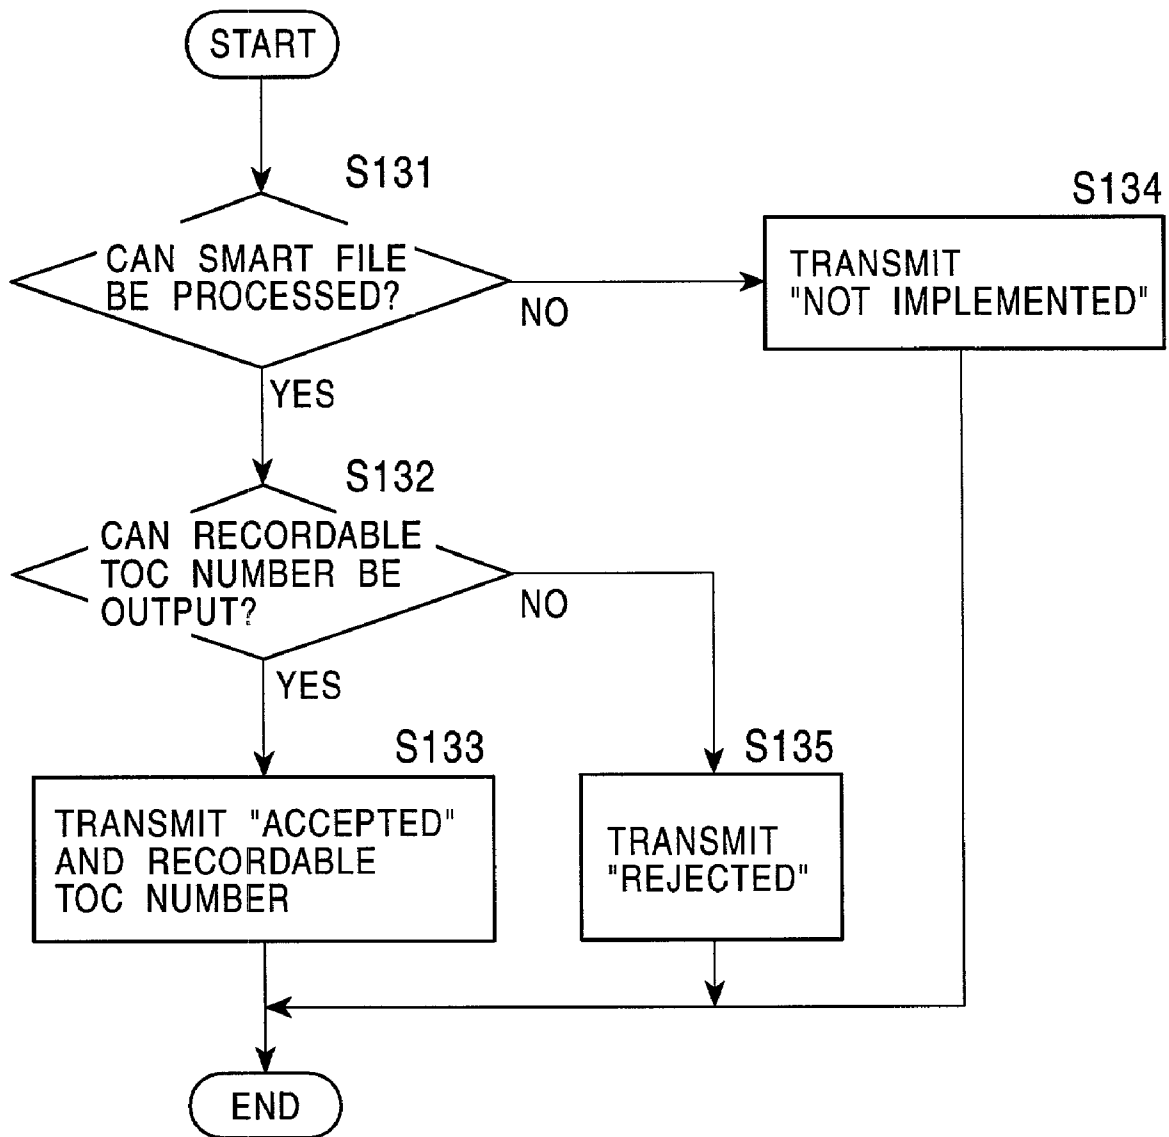 START
S131
CAN SMART FILE
BE PROCESSED?
NO
YES
S134
TRANSMIT
"NOT IMPLEMENTED"
S132
CAN RECORDABLE
TOC NUMBER BE
OUTPUT?
NO
YES
S133
TRANSMIT "ACCEPTED"
AND RECORDABLE
TOC NUMBER
S135
TRANSMIT
"REJECTED"
END